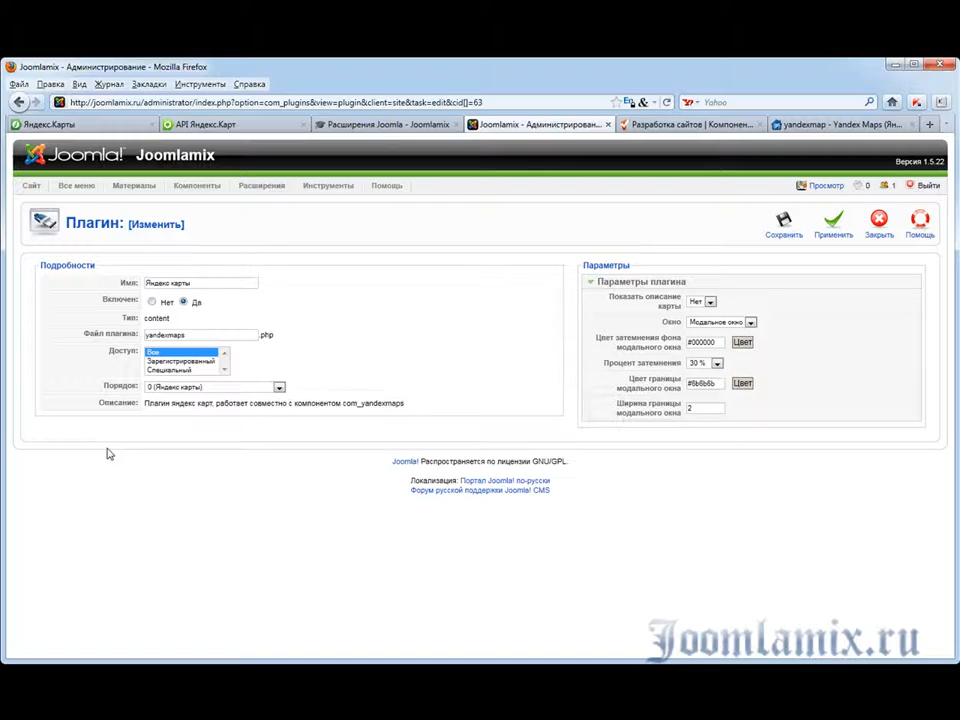 Joomlamix - Администрирование - Mozilla Firefox
Файл Правка Вид Журнал Закладки Инструменты Справка
http://joomlamix.ru/administrator/index.php?option=com_plugins&view=plugin&client=site&task=edit&cid[]=63
Yahoo
Яндекс.Карты
API Яндекс.Карт
Расширения Joomla - Joomlamix
Joomlamix - Администрирован...
Разработка сайтов | Компонен...
yandexmap - Yandex Maps (Ян...
Joomla! Joomlamix
Версия 1.5.22
Сайт Все меню Материалы Компоненты Расширения Инструменты Помощь
Просмотр 0 1 Выйти
Плагин: [Изменить]
Сохранить Применить Закрыть Помощь
Подробности
Имя: Яндекс карты
Включен: Нет Да
Тип: content
Файл плагина: yandexmaps .php
Доступ: Все
Зарегистрированный
Специальный
Порядок: 0 (Яндекс карты)
Описание: Плагин яндекс карт, работает совместно с компонентом com_yandexmaps
Параметры
Параметры плагина
Показать описание
карты Нет
Окно Модальное окно
Цвет затемнения фона
модального окна #000000 Цвет
Процент затемнения 30 %
Цвет границы
модального окна #6b6b6b Цвет
Ширина границы
модального окна 2
Joomla! Распространяется по лицензии GNU/GPL.
Локализация: Портал Joomla! по-русски
Форум русской поддержки Joomla! CMS
Joomlamix.ru